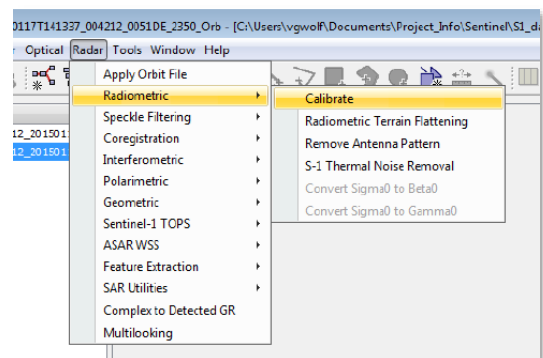 0117T141337_004212_0051DE_2350_Orb - [C:\Users\vgwolf\Documents\Project_Info\Sentinel\S1_da
Optical Radar Tools Window Help
Apply Orbit File
Radiometric
Calibrate
Speckle Filtering
Radiometric Terrain Flattening
12_20150
Coregistration
Remove Antenna Pattern
12_201501
Interferometric
S-1 Thermal Noise Removal
Polarimetric
Convert Sigma0 to Beta0
Geometric
Convert Sigma0 to Gamma0
Sentinel-1 TOPS
ASAR WSS
Feature Extraction
SAR Utilities
Complex to Detected GR
Multilooking